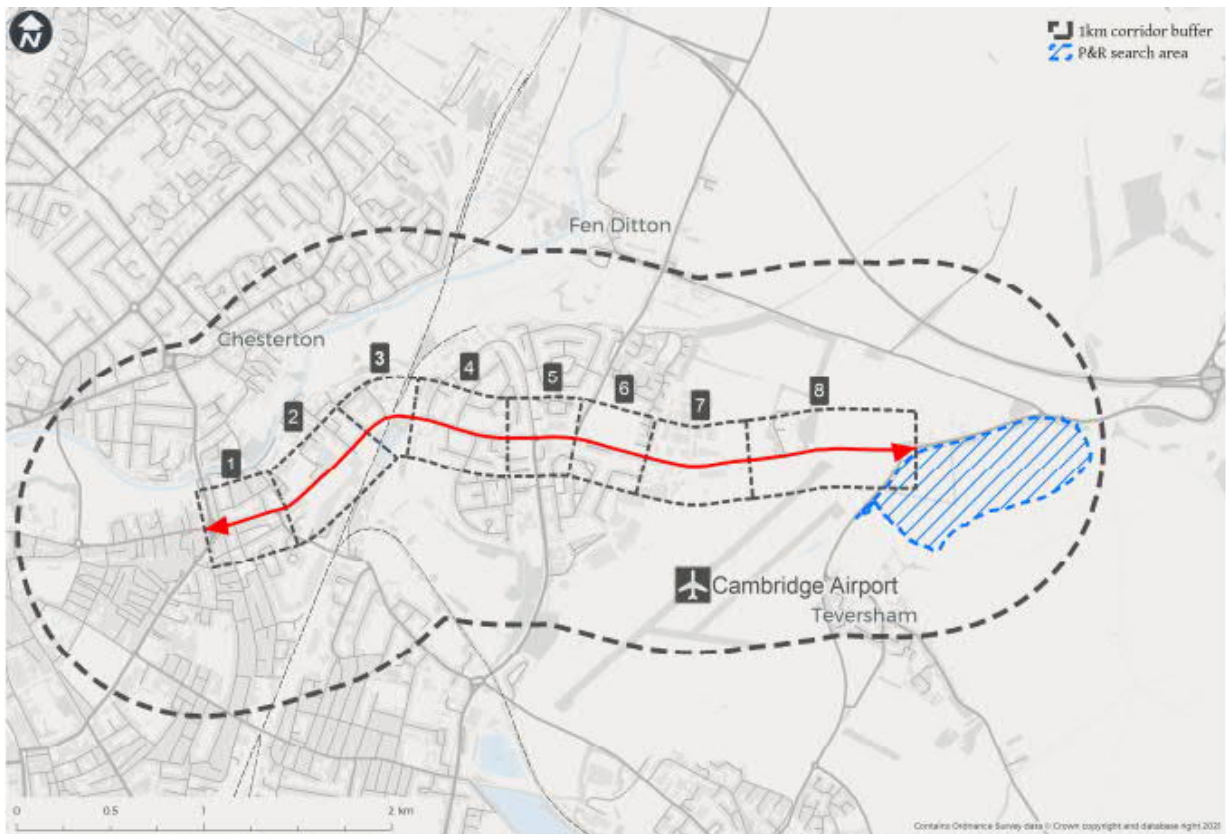 N
1km corridor buffer
P&R search area
Fen Ditton
Chesterton
3
4
5
6
7
8
2
1
Cambridge Airport
Teversham
0 0.5 1 2 km
Contains Ordnance Survey data © Crown copyright and database right 2021